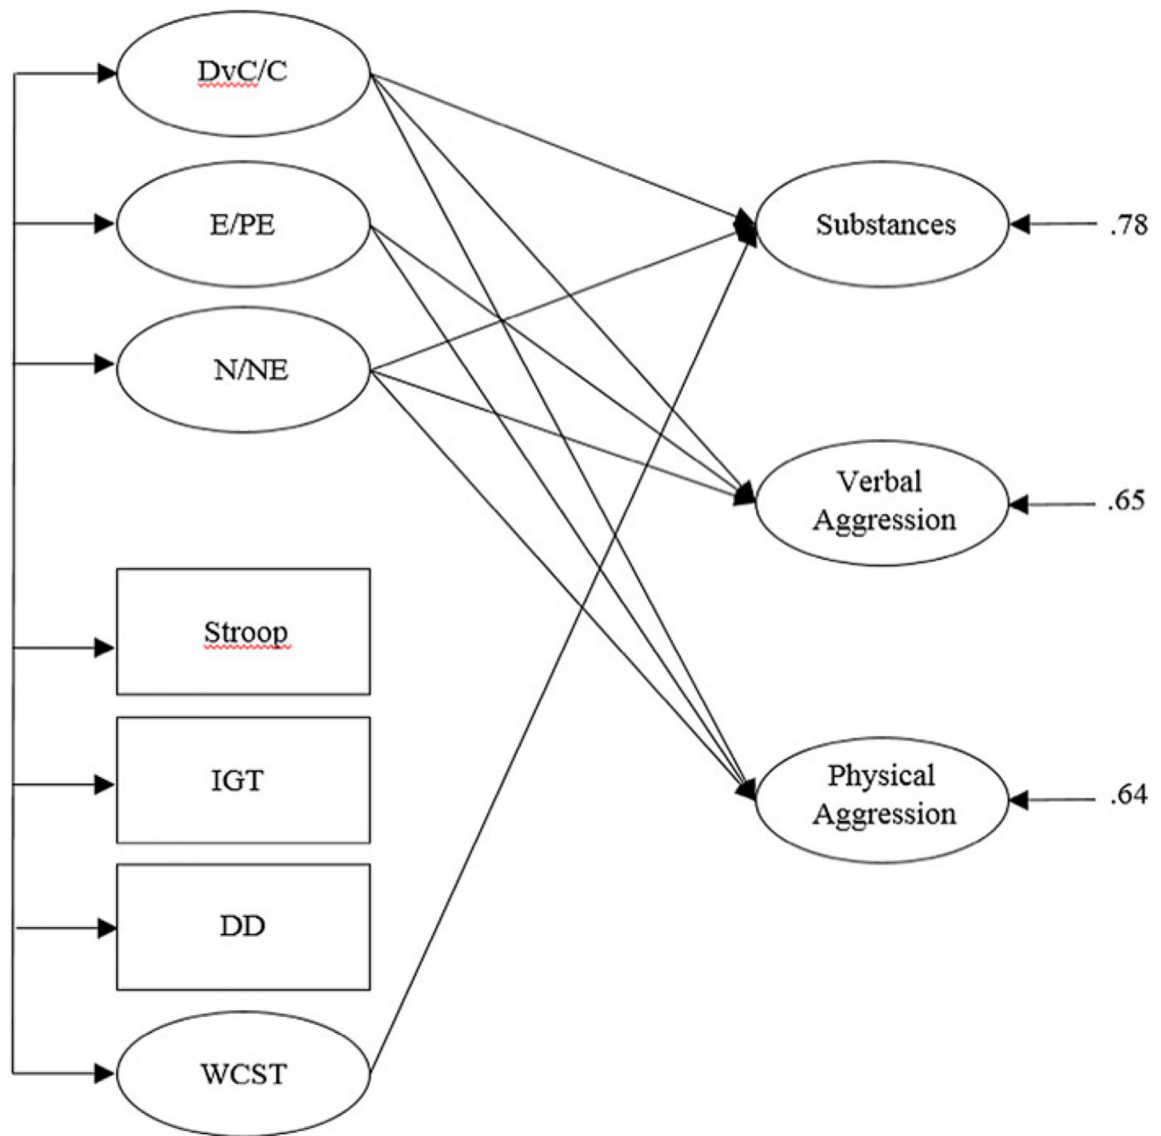 DvC/C
E/PE
N/NE
Stroop
IGT
DD
WCST
Substances
.78
Verbal
Aggression
.65
Physical
Aggression
.64